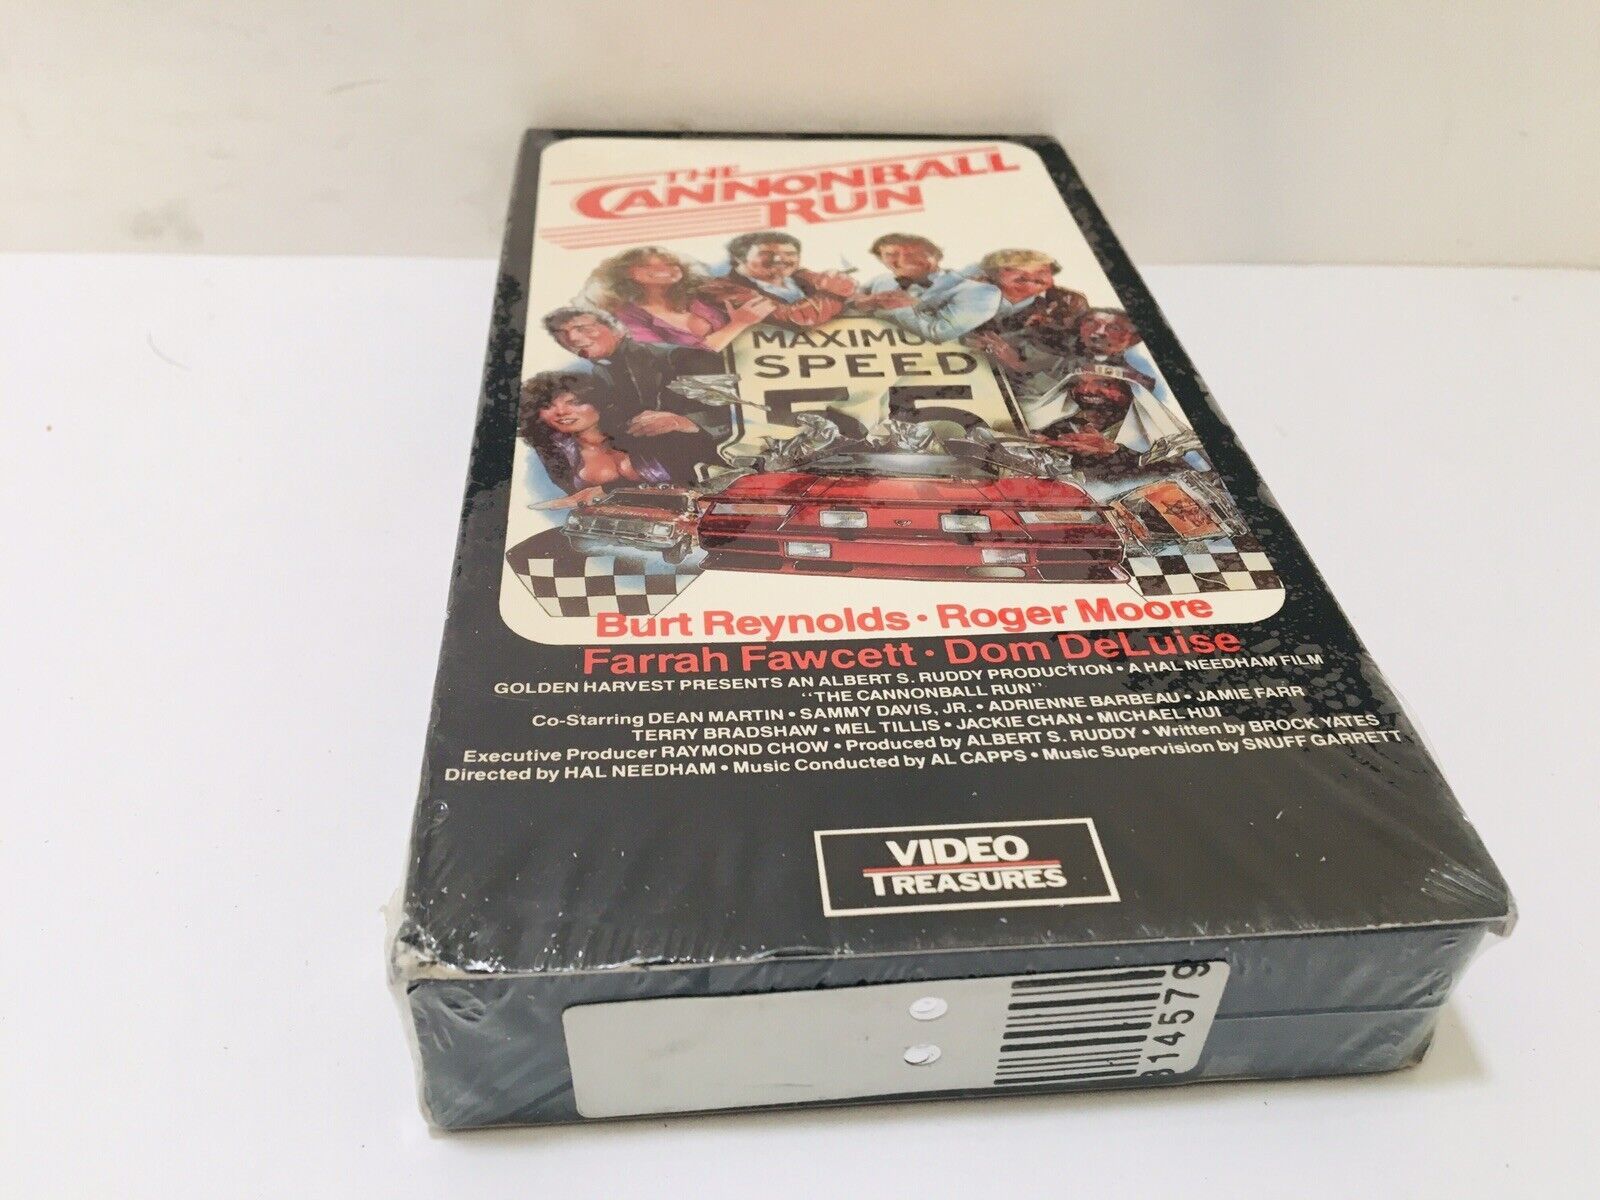 THE
CANNONBALL
RUN
MAXIMUM
SPEED
55
Burt Reynolds • Roger Moore
Farrah Fawcett • Dom DeLuise
GOLDEN HARVEST PRESENTS AN ALBERT S. RUDDY PRODUCTION • A HAL NEEDHAM FILM
"THE CANNONBALL RUN"
Co-Starring DEAN MARTIN • SAMMY DAVIS, JR. • ADRIENNE BARBEAU • JAMIE FARR
TERRY BRADSHAW • MEL TILLIS • JACKIE CHAN • MICHAEL HUI
Executive Producer RAYMOND CHOW • Produced by ALBERT S. RUDDY • Written by BROCK YATES
Directed by HAL NEEDHAM • Music Conducted by AL CAPPS • Music Supervision by SNUFF GARRETT
VIDEO
TREASURES
314579